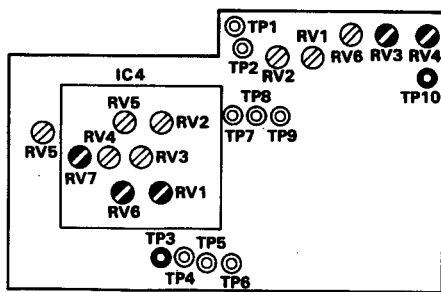 TP1
TP2
RV2
RV1
RV6
RV3
RV4
TP10
IC4
TP8
TP7
TP9
RV5
RV2
RV5
RV4
RV3
RV7
RV6
RV1
TP3
TP4
TP5
TP6